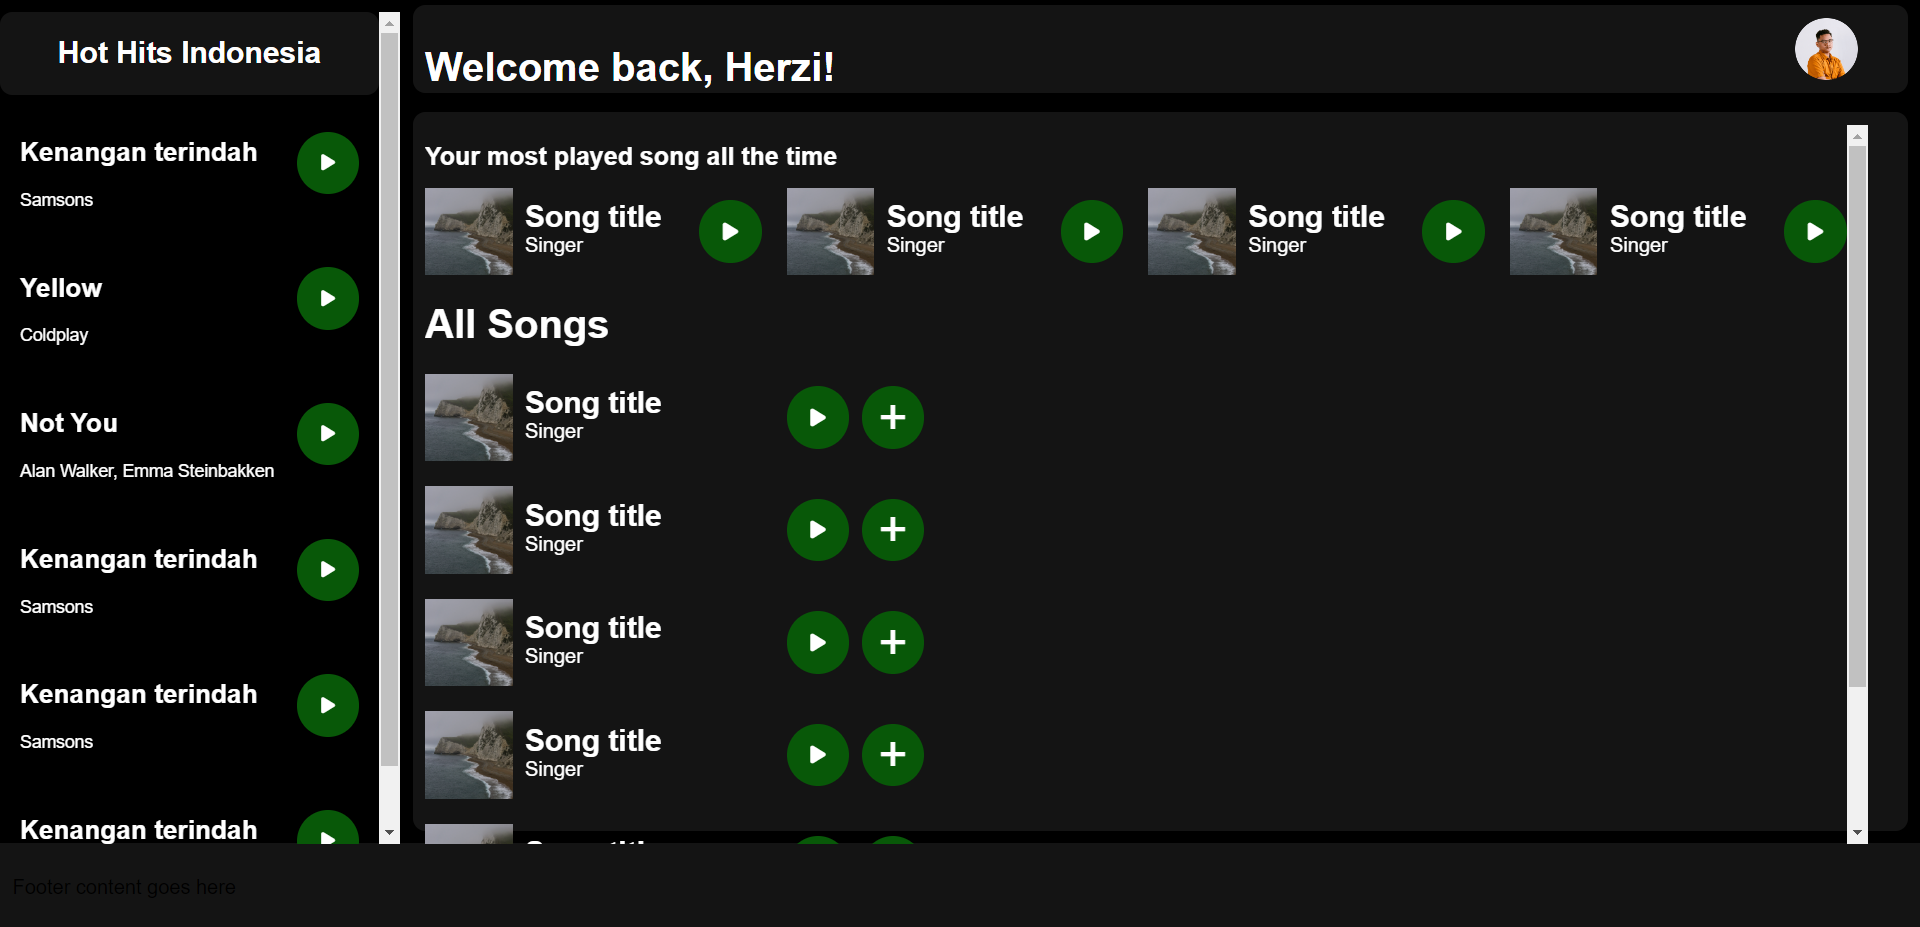 Hot Hits Indonesia
Kenangan terindah
Samsons
Yellow
Coldplay
Not You
Alan Walker, Emma Steinbakken
Kenangan terindah
Samsons
Kenangan terindah
Samsons
Kenangan terindah
Welcome back, Herzi!
Your most played song all the time
Song title
Singer
Song title
Singer
Song title
Singer
Song title
Singer
All Songs
Song title
Singer
Song title
Singer
Song title
Singer
Song title
Singer
Footer content goes here